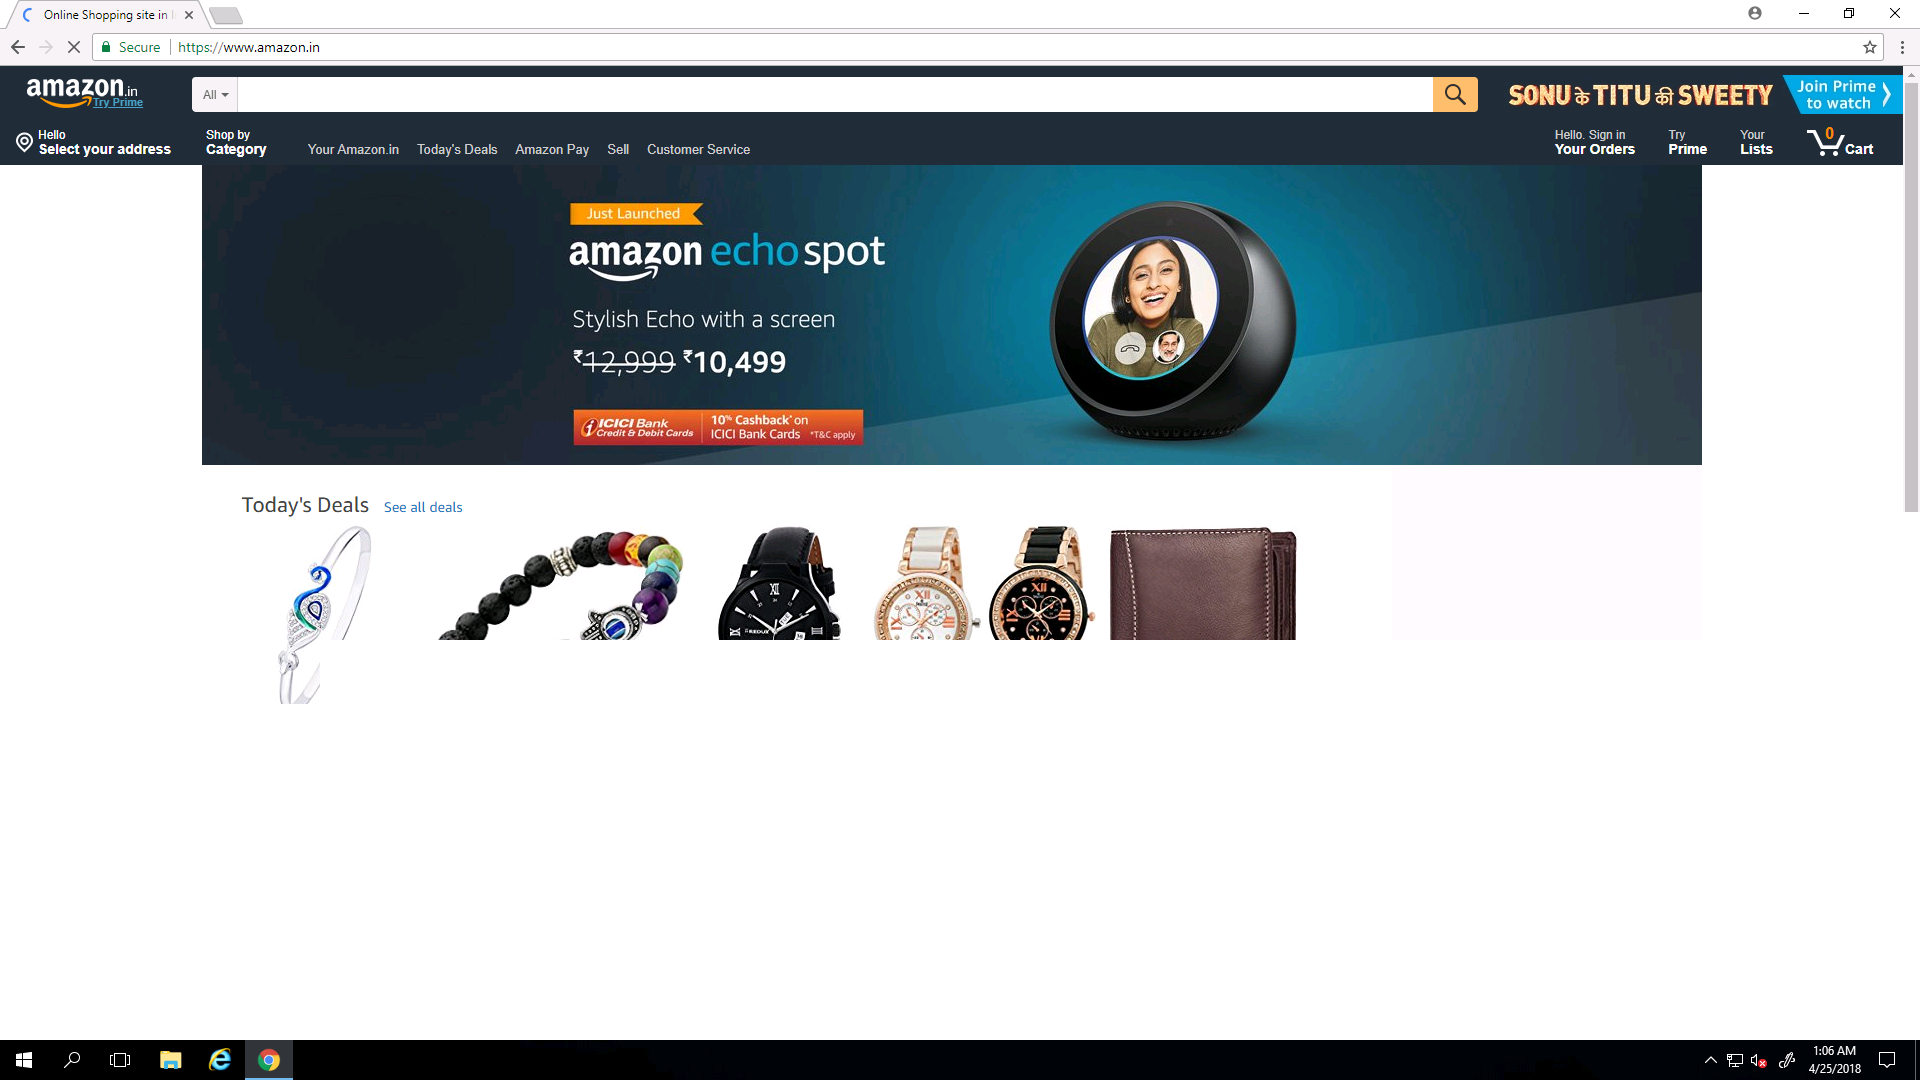 Online Shopping site in
Secure
https://www.amazon.in
amazon.in
Try Prime
All
SONU के TITU की SWEETY
Join Prime
to watch
Hello
Select your address
Shop by
Category
Your Amazon.in
Today's Deals
Amazon Pay
Sell
Customer Service
Hello. Sign in
Your Orders
Try
Prime
Your
Lists
0
Cart
Just Launched
amazon echo spot
Stylish Echo with a screen
₹12,999 ₹10,499
ICICI Bank
Credit & Debit Cards
10% Cashback* on
ICICI Bank Cards *T&C apply
Today's Deals See all deals
XII
REDUX
XII
XII
1:06 AM
4/25/2018